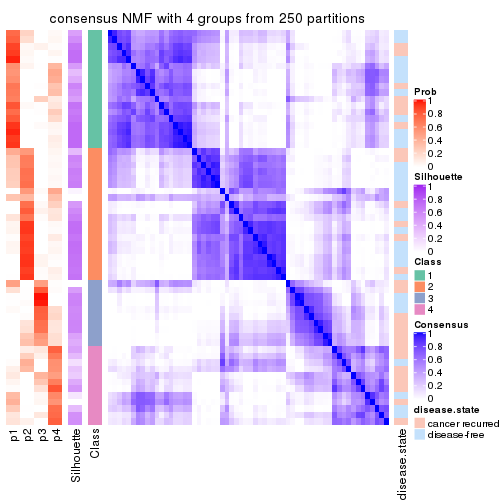 consensus NMF with 4 groups from 250 partitions
Prob
1
0.8
0.6
0.4
0.2
0
Silhouette
1
0.8
0.6
0.4
0.2
0
Class
1
2
3
4
Consensus
1
0.8
0.6
0.4
0.2
0
disease.state
cancer recurred
disease-free
p1
p2
p3
p4
Silhouette
Class
disease.state